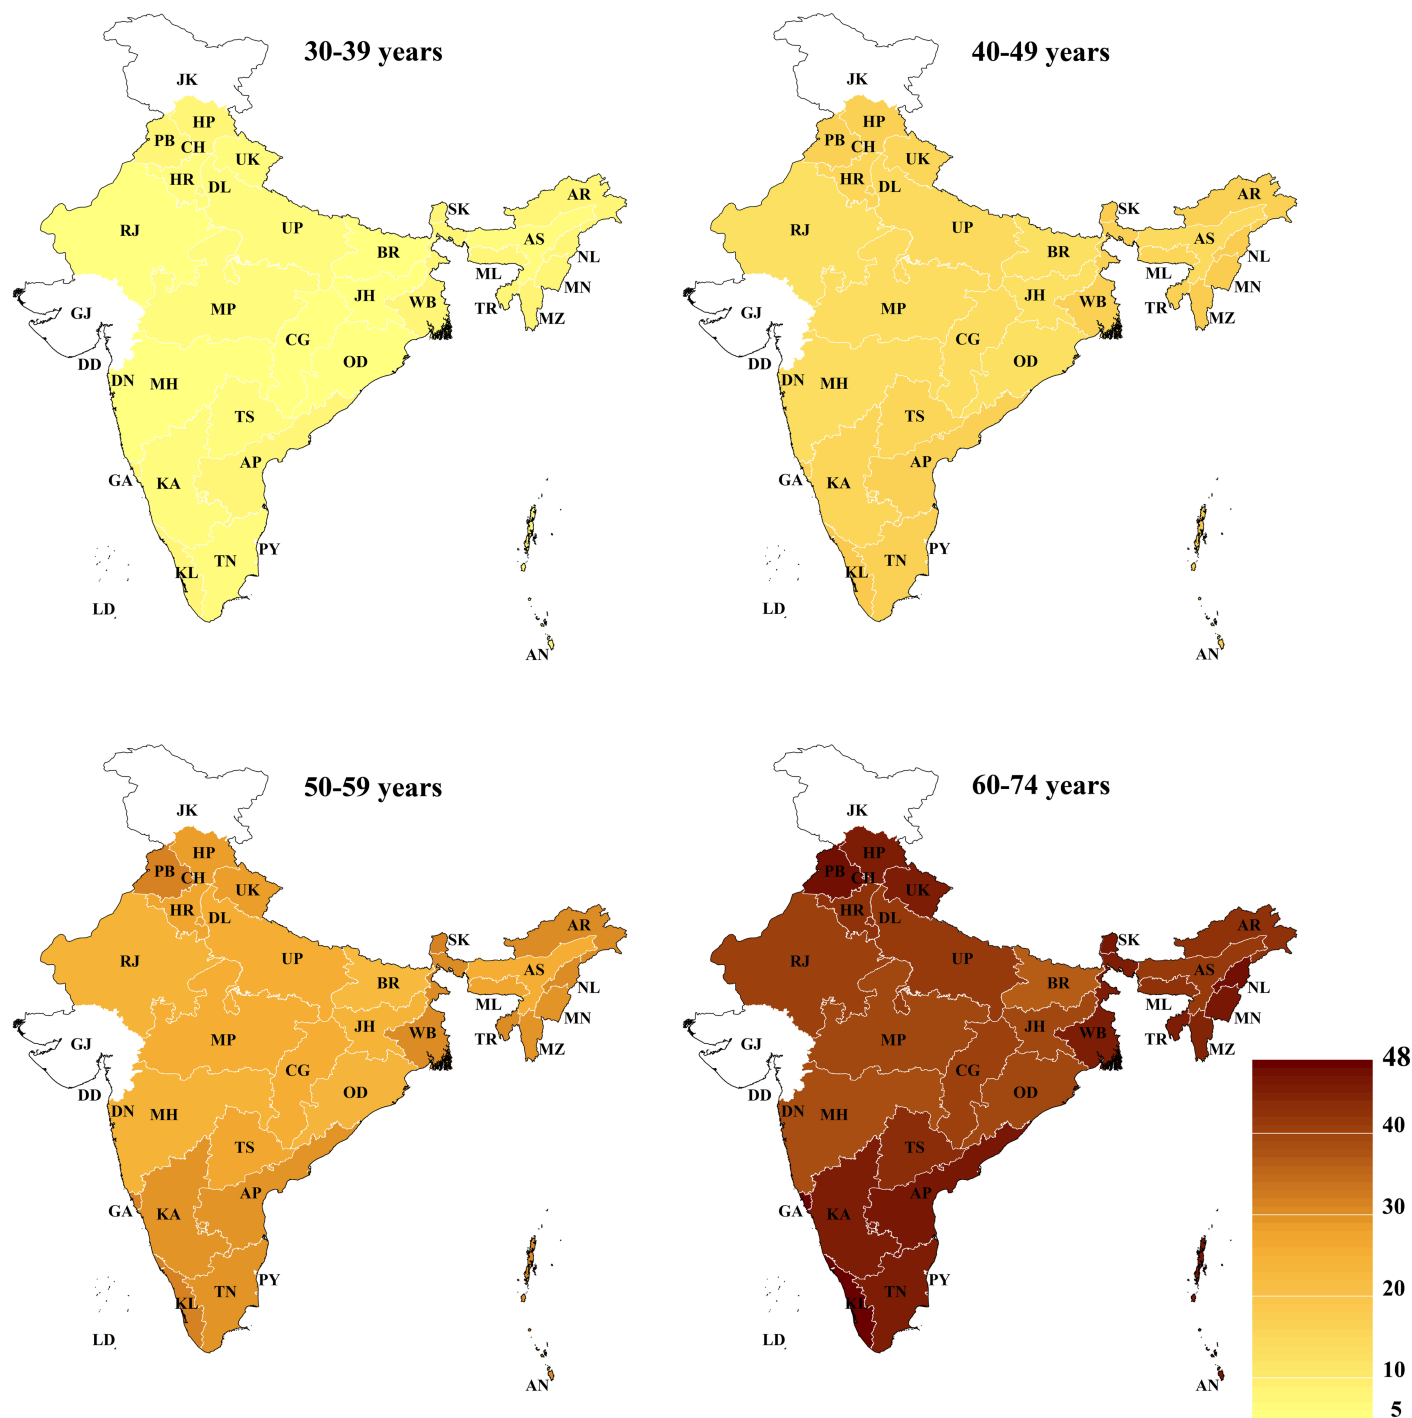 30-39 years
JK
HP
PB
CH
UK
HR
DL
AR
SK
RJ
UP
AS
BR
NL
ML
JH
MN
WB
MP
TR
GJ
MZ
CG
OD
DD
DN
MH
TS
AP
GA
KA
PY
TN
KL
LD
AN
40-49 years
JK
HP
PB
CH
UK
HR
DL
AR
SK
RJ
UP
AS
BR
NL
ML
JH
MN
WB
MP
TR
GJ
MZ
CG
OD
DD
DN
MH
TS
AP
GA
KA
PY
TN
KL
LD
AN
50-59 years
JK
HP
PB
CH
UK
HR
DL
AR
SK
RJ
UP
AS
BR
NL
ML
JH
MN
WB
MP
TR
GJ
MZ
CG
OD
DD
DN
MH
TS
AP
GA
KA
PY
TN
KL
LD
AN
60-74 years
JK
HP
PB
CH
UK
HR
DL
AR
SK
RJ
UP
AS
BR
NL
ML
JH
MN
WB
MP
TR
GJ
MZ
CG
OD
DD
DN
MH
TS
AP
GA
KA
PY
TN
KL
LD
AN
48
40
30
20
10
5